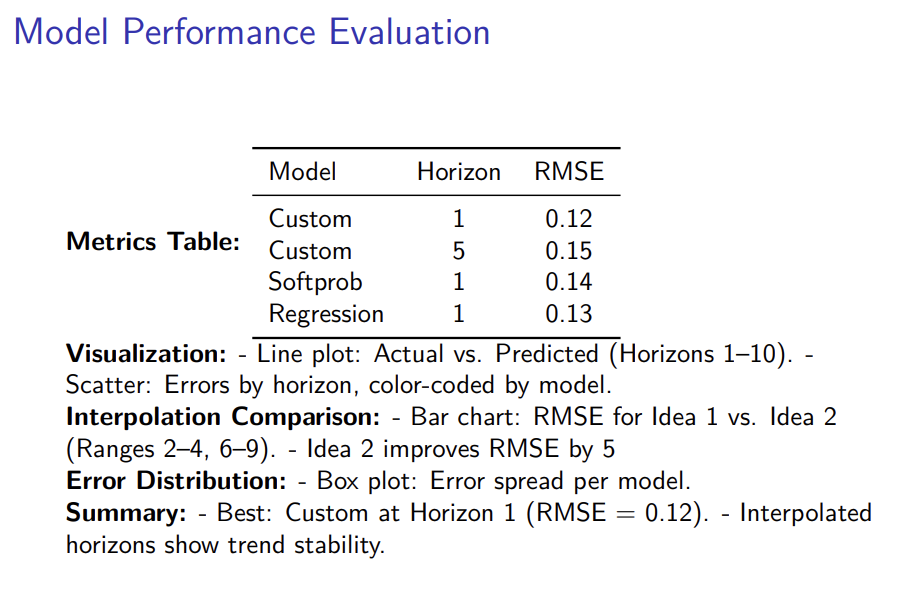 Model Performance Evaluation
Model Horizon RMSE
Custom 1 0.12
Metrics Table:
Custom 5 0.15
Softprob 1 0.14
Regression 1 0.13
Visualization: - Line plot: Actual vs. Predicted (Horizons 1–10). -
Scatter: Errors by horizon, color-coded by model.
Interpolation Comparison: - Bar chart: RMSE for Idea 1 vs. Idea 2
(Ranges 2–4, 6–9). - Idea 2 improves RMSE by 5
Error Distribution: - Box plot: Error spread per model.
Summary: - Best: Custom at Horizon 1 (RMSE = 0.12). - Interpolated
horizons show trend stability.